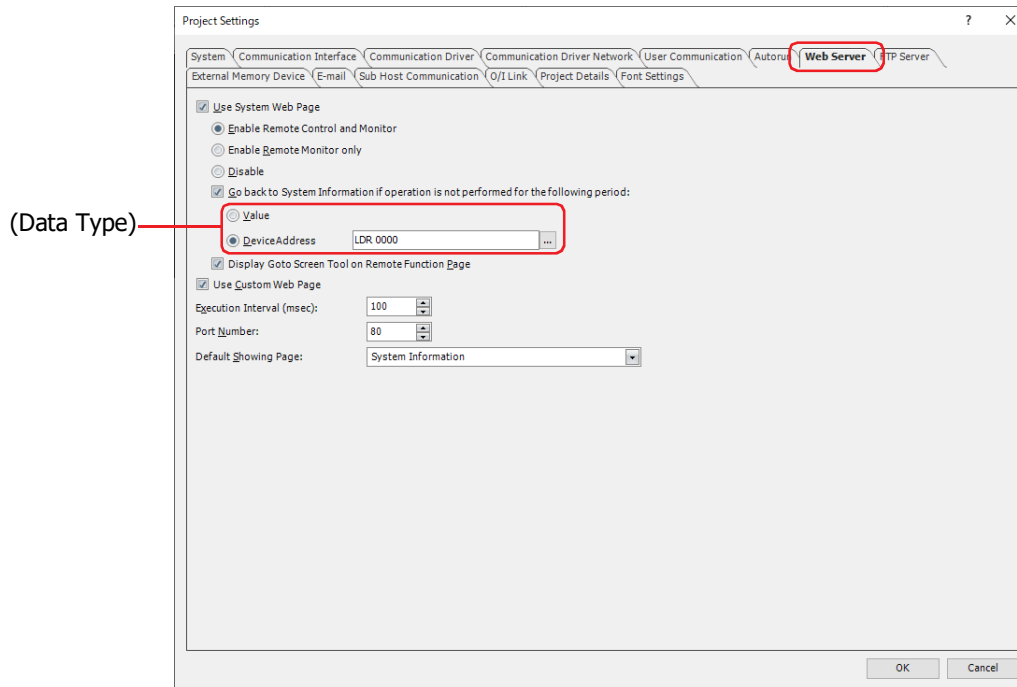 Project Settings
? X
System Communication Interface Communication Driver Communication Driver Network User Communication Autorun Web Server FTP Server
External Memory Device E-mail Sub Host Communication O/I Link Project Details Font Settings
Use System Web Page
Enable Remote Control and Monitor
Enable Remote Monitor only
Disable
Go back to System Information if operation is not performed for the following period:
Value
(Data Type)
DeviceAddress LDR 0000 ...
Display Goto Screen Tool on Remote Function Page
Use Custom Web Page
Execution Interval (msec): 100
Port Number: 80
Default Showing Page: System Information
OK Cancel